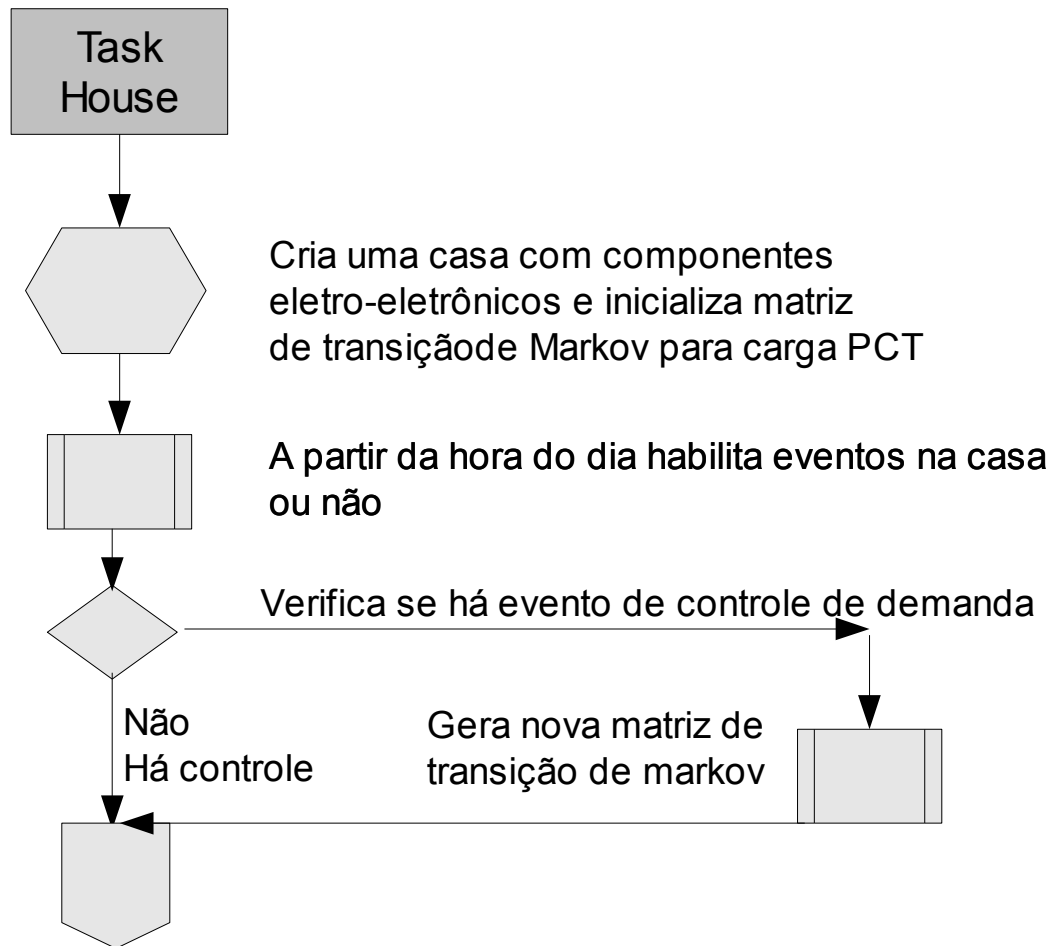 Task
House
Cria uma casa com componentes
eletro-eletrônicos e inicializa matriz
de transiçãode Markov para carga PCT
A partir da hora do dia habilita eventos na casa
ou não
Verifica se há evento de controle de demanda
Não
Há controle
Gera nova matriz de
transição de markov